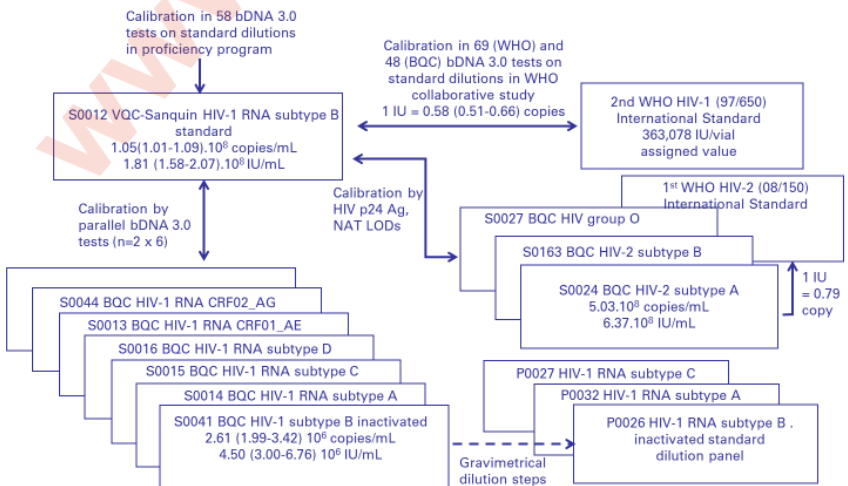 Calibration in 58 bDNA 3.0
tests on standard dilutions
in proficiency program
Calibration in 69 (WHO) and
48 (BQC) bDNA 3.0 tests on
standard dilutions in WHO
collaborative study
1 IU = 0.58 (0.51-0.66) copies
S0012 VQC-Sanquin HIV-1 RNA subtype B
standard
1.05(1.01-1.09).10⁸ copies/mL
1.81 (1.58-2.07).10⁸ IU/mL
2nd WHO HIV-1 (97/650)
International Standard
363,078 IU/vial
assigned value
Calibration by
parallel bDNA 3.0
tests (n=2 x 6)
Calibration by
HIV p24 Ag,
NAT LODs
1ˢᵗ WHO HIV-2 (08/150)
International Standard
S0027 BQC HIV group O
S0163 BQC HIV-2 subtype B
S0024 BQC HIV-2 subtype A
5.03.10⁸ copies/mL
6.37.10⁸ IU/mL
1 IU
= 0.79
copy
S0044 BQC HIV-1 RNA CRF02_AG
S0013 BQC HIV-1 RNA CRF01_AE
S0016 BQC HIV-1 RNA subtype D
S0015 BQC HIV-1 RNA subtype C
S0014 BQC HIV-1 RNA subtype A
S0041 BQC HIV-1 subtype B inactivated
2.61 (1.99-3.42) 10⁶ copies/mL
4.50 (3.00-6.76) 10⁶ IU/mL
Gravimetrical
dilution steps
P0027 HIV-1 RNA subtype C
P0032 HIV-1 RNA subtype A
P0026 HIV-1 RNA subtype B .
inactivated standard
dilution panel